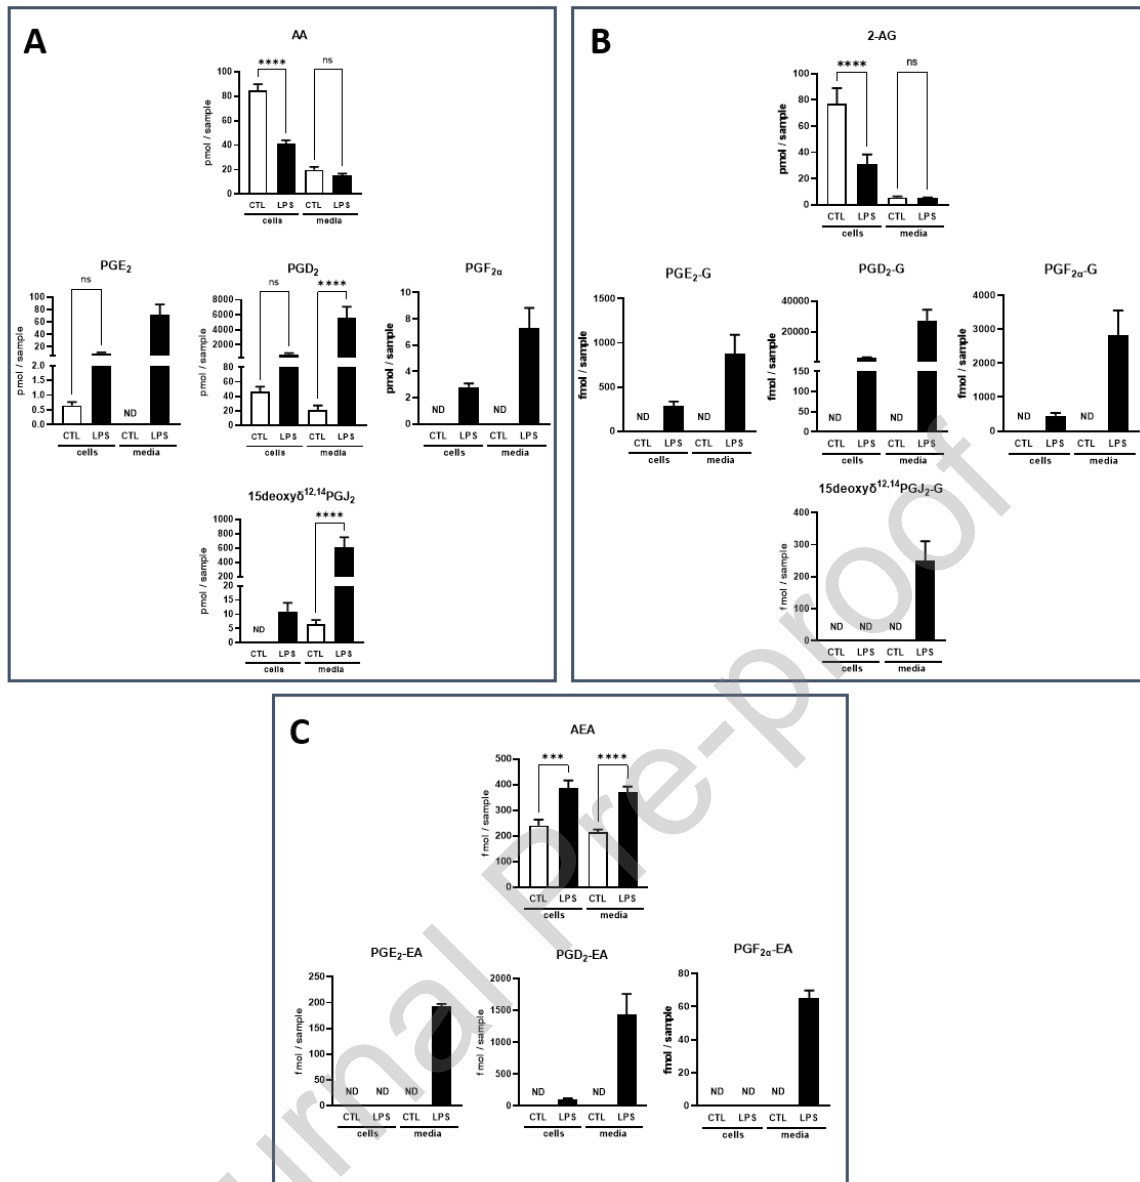 A
AA
pmol / sample
100
80
60
40
20
0
****
ns
CTL LPS CTL LPS
cells media
PGE₂
pmol / sample
100
80
60
40
20
2.0
1.5
1.0
0.5
0.0
ns
ND
CTL LPS CTL LPS
cells media
PGD₂
pmol / sample
8000
6000
4000
2000
80
60
40
20
0
ns
****
CTL LPS CTL LPS
cells media
PGF₂α
pmol / sample
8
6
4
2
0
ND ND
CTL LPS CTL LPS
cells media
15deoxyδ¹²,¹⁴PGJ₂
pmol / sample
1000
800
600
400
200
20
15
10
5
0
****
ND
CTL LPS CTL LPS
cells media
B
2-AG
pmol / sample
100
80
60
40
20
0
****
ns
CTL LPS CTL LPS
cells media
PGE₂-G
fmol / sample
1500
1000
500
0
ND ND
CTL LPS CTL LPS
cells media
PGD₂-G
fmol / sample
40000
20000
150
100
50
0
ND ND
CTL LPS CTL LPS
cells media
PGF₂α-G
fmol / sample
4000
3000
2000
1000
0
ND ND
CTL LPS CTL LPS
cells media
15deoxyδ¹²,¹⁴PGJ₂-G
fmol / sample
400
300
200
100
0
ND ND ND
CTL LPS CTL LPS
cells media
C
AEA
fmol / sample
500
400
300
200
100
0
***
****
CTL LPS CTL LPS
cells media
PGE₂-EA
fmol / sample
250
200
150
100
50
0
ND ND ND
CTL LPS CTL LPS
cells media
PGD₂-EA
fmol / sample
2000
1500
1000
500
0
ND ND
CTL LPS CTL LPS
cells media
PGF₂α-EA
fmol / sample
80
60
40
20
0
ND ND ND
CTL LPS CTL LPS
cells media
urnal Pre-proof